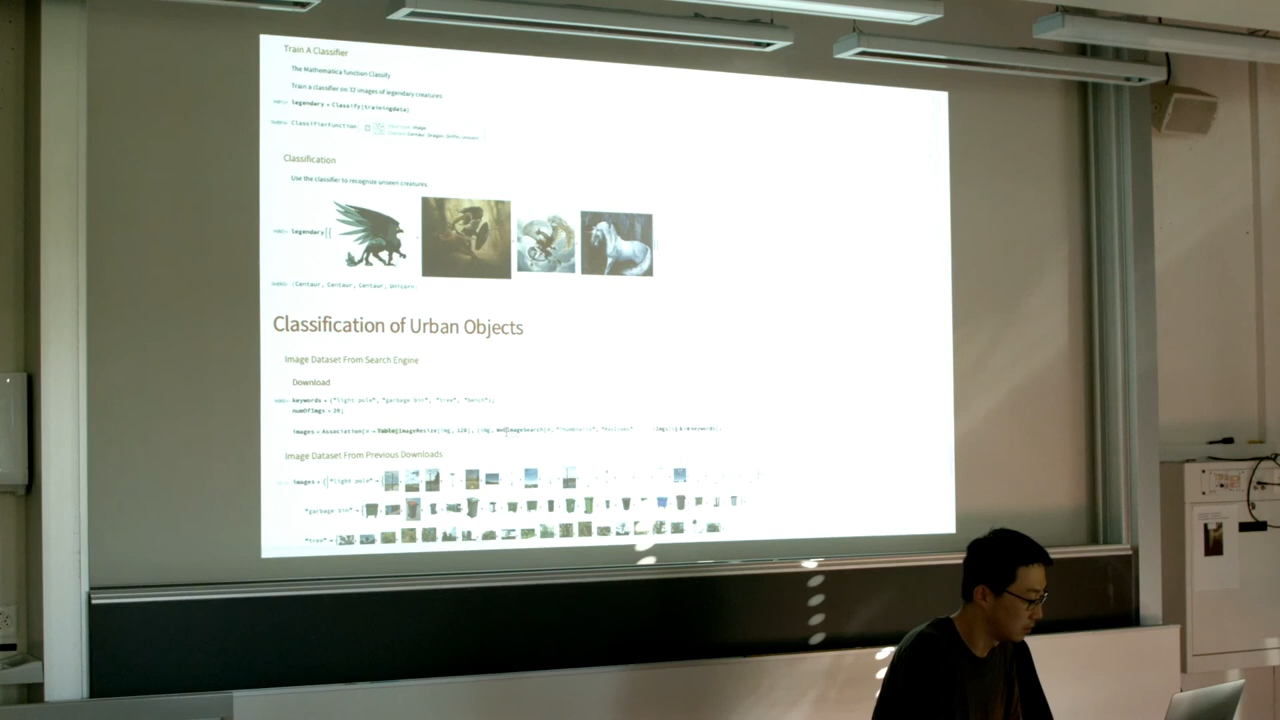 Train A Classifier
The Mathematica function Classify
Train a classifier on 32 images of legendary creatures
legendary = Classify[trainingdata]
ClassifierFunction[
Classification
Use the classifier to recognize unseen creatures
legendary[{
{Centaur, Centaur, Centaur, Unicorn}
Classification of Urban Objects
Image Dataset From Search Engine
Download
keywords = {"light pole", "garbage bin", "tree", "bench"};
numOfImgs = 20;
images = Association[
Image Dataset From Previous Downloads
images = {"light pole" →
"garbage bin" → {
"tree" → {